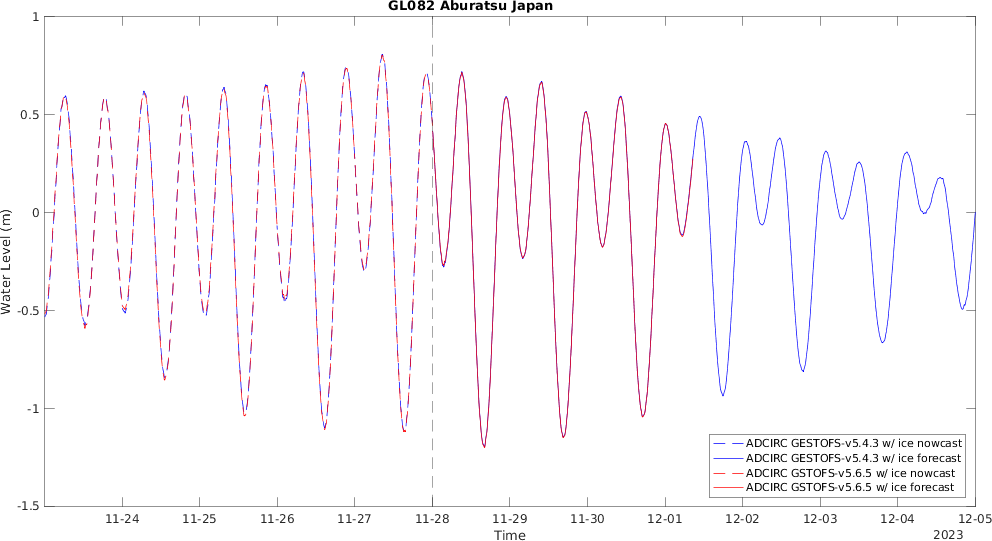 GL082 Aburatsu Japan
1
0.5
0
-0.5
-1
-1.5
Water Level (m)
11-24
11-25
11-26
11-27
11-28
11-29
11-30
12-01
12-02
12-03
12-04
12-05
Time
2023
ADCIRC GESTOFS-v5.4.3 w/ ice nowcast
ADCIRC GESTOFS-v5.4.3 w/ ice forecast
ADCIRC GSTOFS-v5.6.5 w/ ice nowcast
ADCIRC GSTOFS-v5.6.5 w/ ice forecast